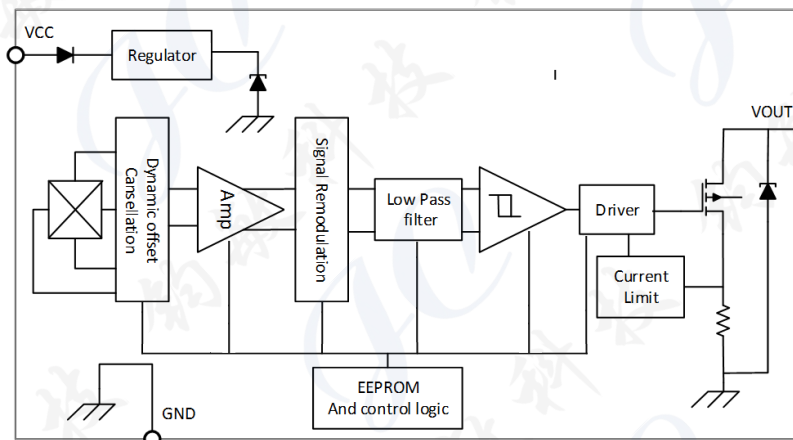 VCC
Regulator
VOUT
Dynamic offset
Cansellation
Amp
Signal Remodulation
Low Pass
filter
Driver
Current
Limit
EEPROM
And control logic
GND